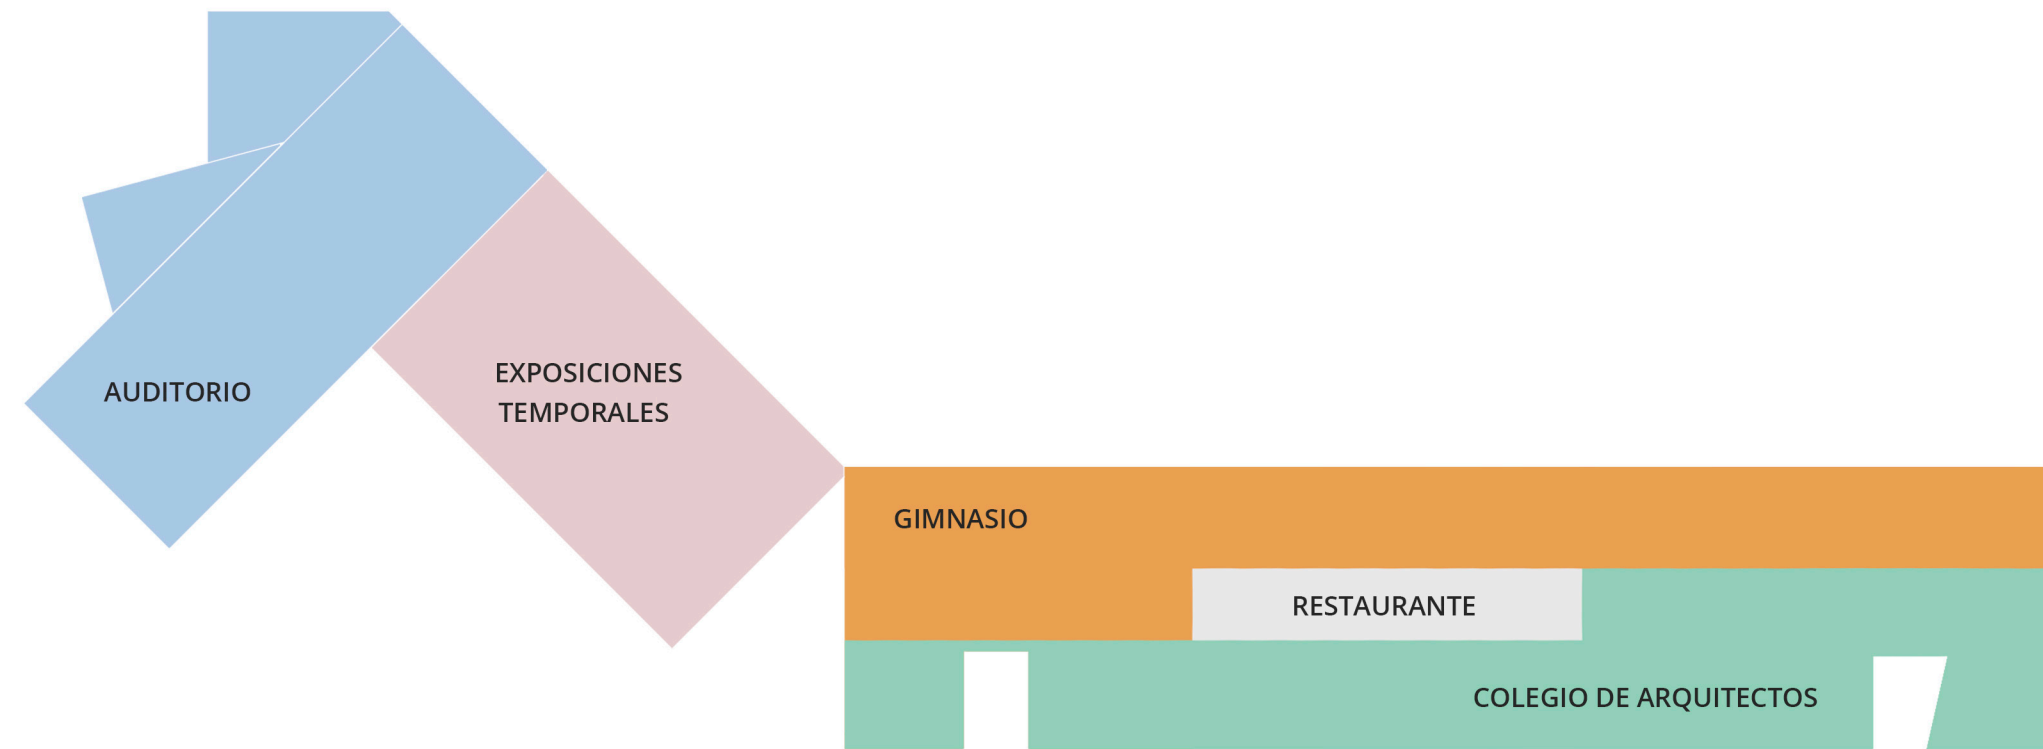 AUDITORIO
EXPOSICIONES
TEMPORALES
GIMNASIO
RESTAURANTE
COLEGIO DE ARQUITECTOS